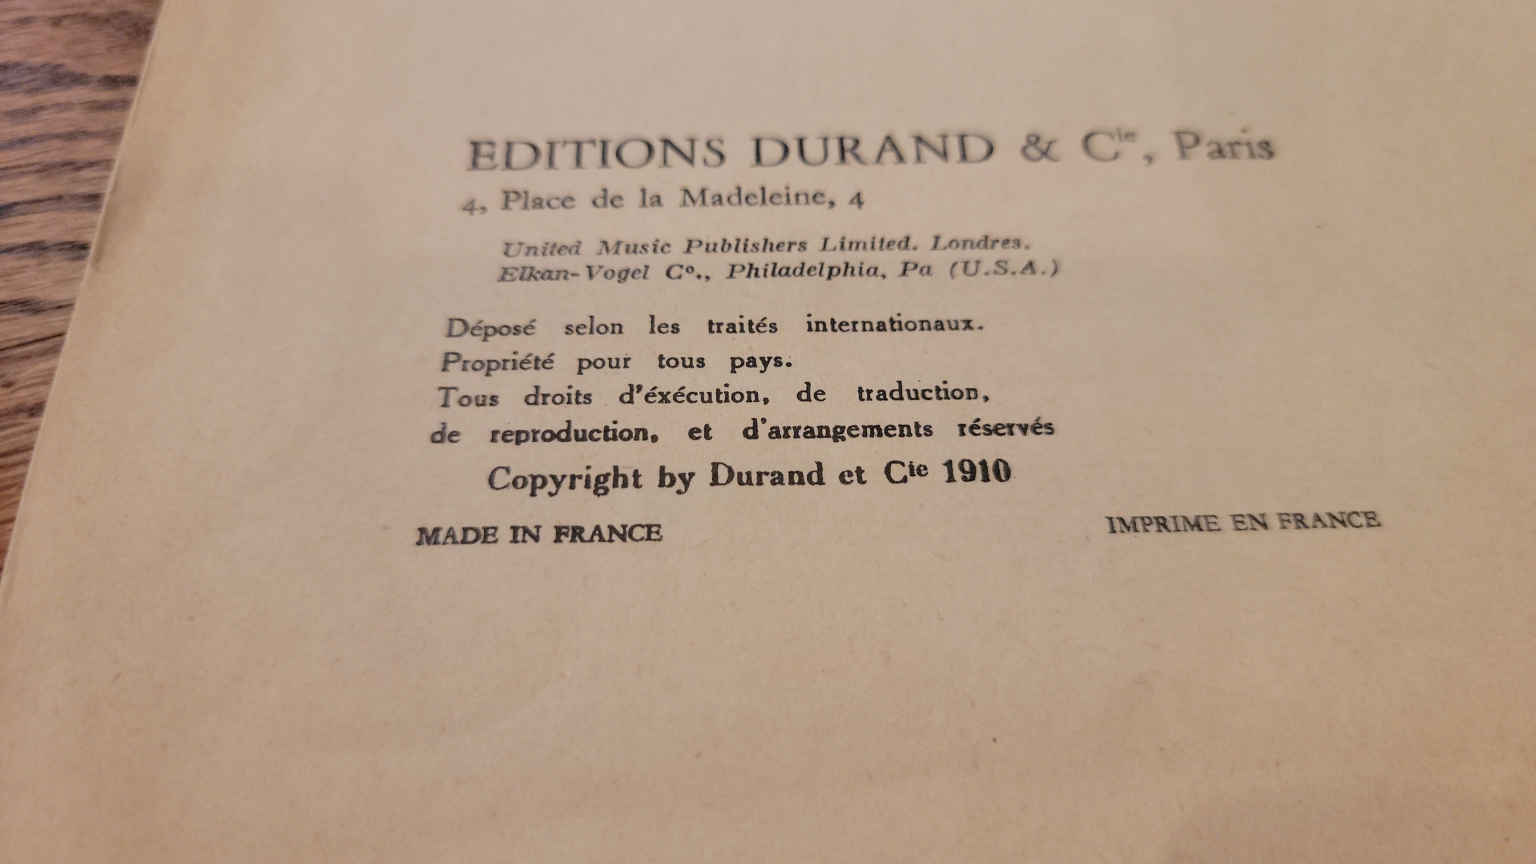 EDITIONS DURAND & Cie, Paris
4, Place de la Madeleine, 4
United Music Publishers Limited. Londres.
Elkan-Vogel Co., Philadelphia, Pa (U.S.A.)
Déposé selon les traités internationaux.
Propriété pour tous pays.
Tous droits d'éxécution, de traduction,
de reproduction, et d'arrangements réservés
Copyright by Durand et Cie 1910
MADE IN FRANCE IMPRIME EN FRANCE